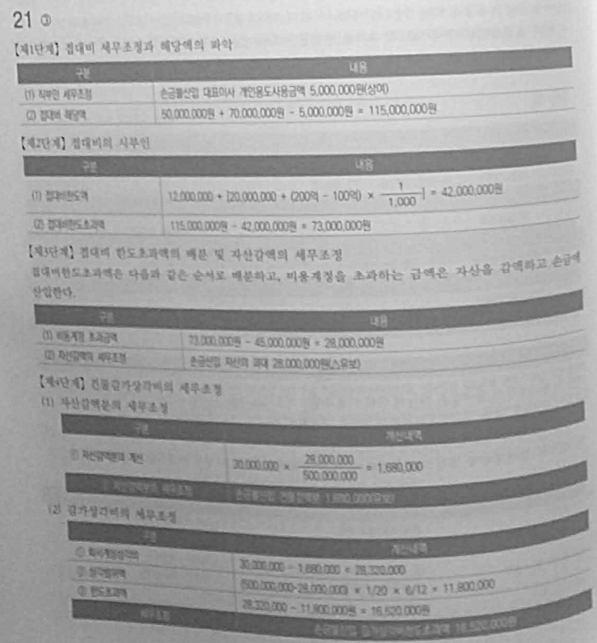 21 ③
【제1단계】 접대비 세무조정과 해당액의 파악
구분 내용
(1) 직부인 세무조정 손금불산입 대표이사 개인용도사용금액 5,000,000원(상여)
(2) 접대비 해당액 50,000,000원 + 70,000,000원 - 5,000,000원 = 115,000,000원
【제2단계】 접대비의 시부인
구분 내용
(1) 접대비한도액 12,000,000 + [20,000,000 + (200억 - 100억) × 1/1,000] = 42,000,000원
(2) 접대비한도초과액 115,000,000원 - 42,000,000원 = 73,000,000원
【제3단계】 접대비 한도초과액의 배분 및 자산감액의 세무조정
접대비한도초과액은 다음과 같은 순서로 배분하고, 비용계정을 초과하는 금액은 자산을 감액하고 손금에
산입한다.
구분 내용
(1) 비용계정 초과금액 73,000,000원 - 45,000,000원 = 28,000,000원
(2) 자산감액의 세무조정 손금산입 자산의 과대 28,000,000원(스유보)
【제4단계】 건물감가상각비의 세무조정
(1) 자산감액분의 세무조정
구분 계산내역
① 자산감액분의 계산 30,000,000 × 28,000,000/500,000,000 = 1,680,000
② 자산감액분의 세무조정 손금불산입 건물감액분 1,680,000(유보)
(2) 감가상각비의 세무조정
구분 계산내역
① 회사계상상각비 30,000,000 - 1,680,000 = 28,320,000
② 상각범위액 (500,000,000-28,000,000) × 1/20 × 6/12 = 11,800,000
③ 한도초과액 28,320,000 - 11,800,000원 = 16,520,000원
세무조정 손금불산입 감가상각비한도초과액 16,520,000원